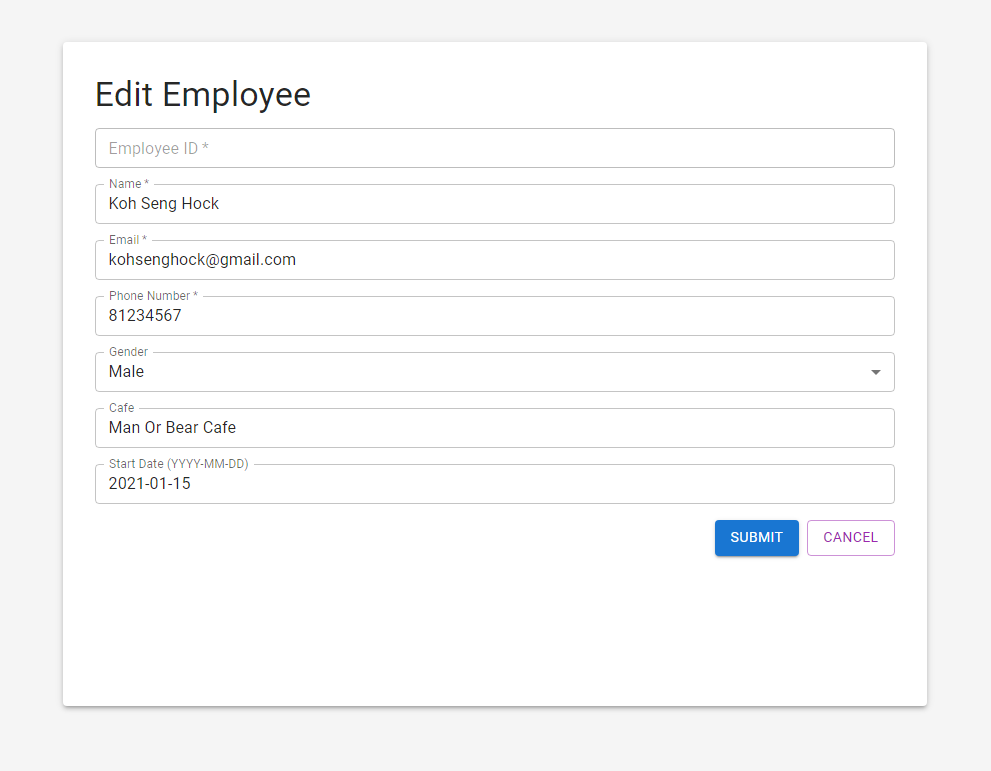 Edit Employee
Employee ID *
Name *
Koh Seng Hock
Email *
kohsenghock@gmail.com
Phone Number *
81234567
Gender
Male
Cafe
Man Or Bear Cafe
Start Date (YYYY-MM-DD)
2021-01-15
SUBMIT CANCEL